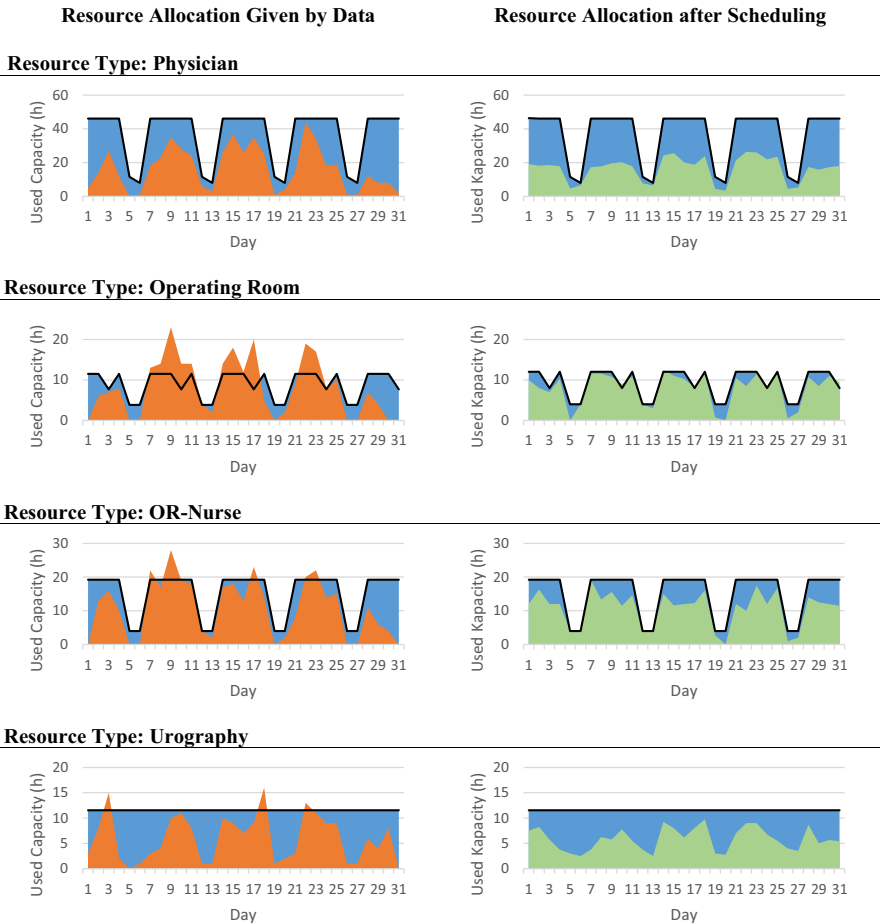 Resource Allocation Given by Data Resource Allocation after Scheduling
Resource Type: Physician
Used Capacity (h)
60
40
20
0
1 3 5 7 9 11 13 15 17 19 21 23 25 27 29 31
Day
Used Kapacity (h)
60
40
20
0
1 3 5 7 9 11 13 15 17 19 21 23 25 27 29 31
Day
Resource Type: Operating Room
Used Capacity (h)
20
10
0
1 3 5 7 9 11 13 15 17 19 21 23 25 27 29 31
Day
Used Kapacity (h)
20
10
0
1 3 5 7 9 11 13 15 17 19 21 23 25 27 29 31
Day
Resource Type: OR-Nurse
Used Capacity (h)
30
20
10
0
1 3 5 7 9 11 13 15 17 19 21 23 25 27 29 31
Day
Used Kapacity (h)
30
20
10
0
1 3 5 7 9 11 13 15 17 19 21 23 25 27 29 31
Day
Resource Type: Urography
Used Capacity (h)
20
15
10
5
0
1 3 5 7 9 11 13 15 17 19 21 23 25 27 29 31
Day
Used Kapacity (h)
20
15
10
5
0
1 3 5 7 9 11 13 15 17 19 21 23 25 27 29 31
Day